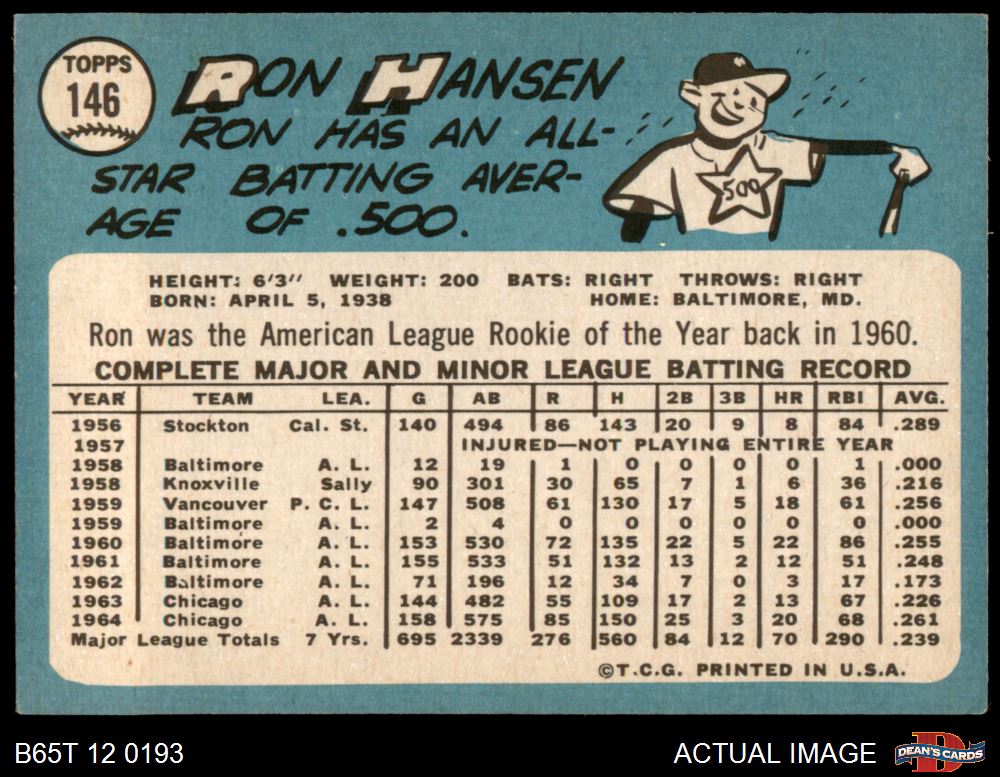 TOPPS
146
RON HANSEN
RON HAS AN ALL-
STAR BATTING AVER-
AGE OF .500.
500
HEIGHT: 6'3" WEIGHT: 200 BATS: RIGHT THROWS: RIGHT
BORN: APRIL 5, 1938 HOME: BALTIMORE, MD.
Ron was the American League Rookie of the Year back in 1960.
COMPLETE MAJOR AND MINOR LEAGUE BATTING RECORD
YEAR TEAM LEA. G AB R H 2B 3B HR RBI AVG.
1956 Stockton Cal. St. 140 494 86 143 20 9 8 84 .289
1957 INJURED—NOT PLAYING ENTIRE YEAR
1958 Baltimore A. L. 12 19 1 0 0 0 0 1 .000
1958 Knoxville Sally 90 301 30 65 7 1 6 36 .216
1959 Vancouver P. C. L. 147 508 61 130 17 5 18 61 .256
1959 Baltimore A. L. 2 4 0 0 0 0 0 0 .000
1960 Baltimore A. L. 153 530 72 135 22 5 22 86 .255
1961 Baltimore A. L. 155 533 51 132 13 2 12 51 .248
1962 Baltimore A. L. 71 196 12 34 7 0 3 17 .173
1963 Chicago A. L. 144 482 55 109 17 2 13 67 .226
1964 Chicago A. L. 158 575 85 150 25 3 20 68 .261
Major League Totals 7 Yrs. 695 2339 276 560 84 12 70 290 .239
©T.C.G. PRINTED IN U.S.A.
B65T 12 0193 ACTUAL IMAGE
DEAN'S CARDS